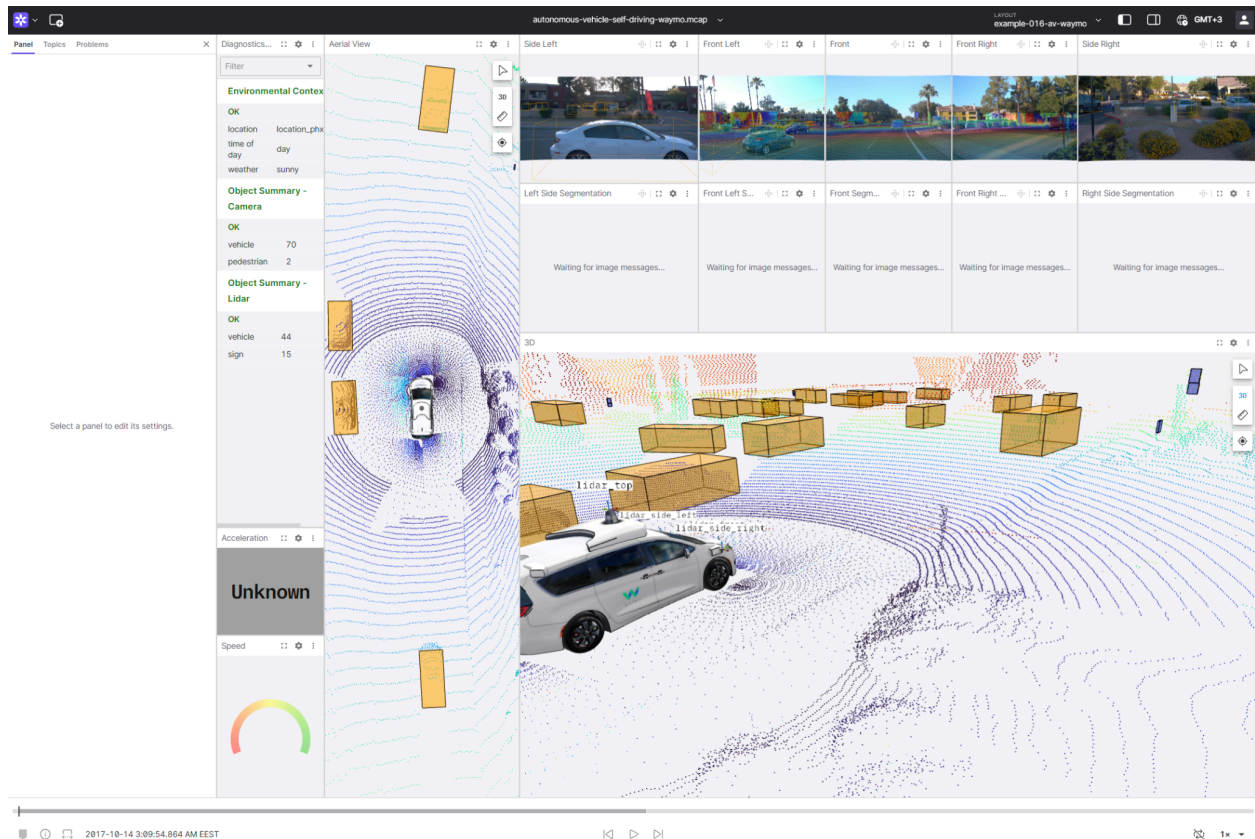 autonomous-vehicle-self-driving-waymo.mcap
LAYOUT
example-016-av-waymo
GMT+3
Panel Topics Problems
Select a panel to edit its settings.
Diagnostics...
Filter
Environmental Contex
OK
location location_phx
time of day day
weather sunny
Object Summary - Camera
OK
vehicle 70
pedestrian 2
Object Summary - Lidar
OK
vehicle 44
sign 15
Acceleration
Unknown
Speed
Aerial View
3D
Side Left
Front Left
Front
Front Right
Side Right
Left Side Segmentation
Front Left S...
Front Segm...
Front Right ...
Right Side Segmentation
Waiting for image messages...
Waiting for image messages...
Waiting for image messages...
Waiting for image messages...
Waiting for image messages...
3D
3D
lidar_top
lidar_side_left
lidar_side_right
2017-10-14 3:09:54.864 AM EEST
1×